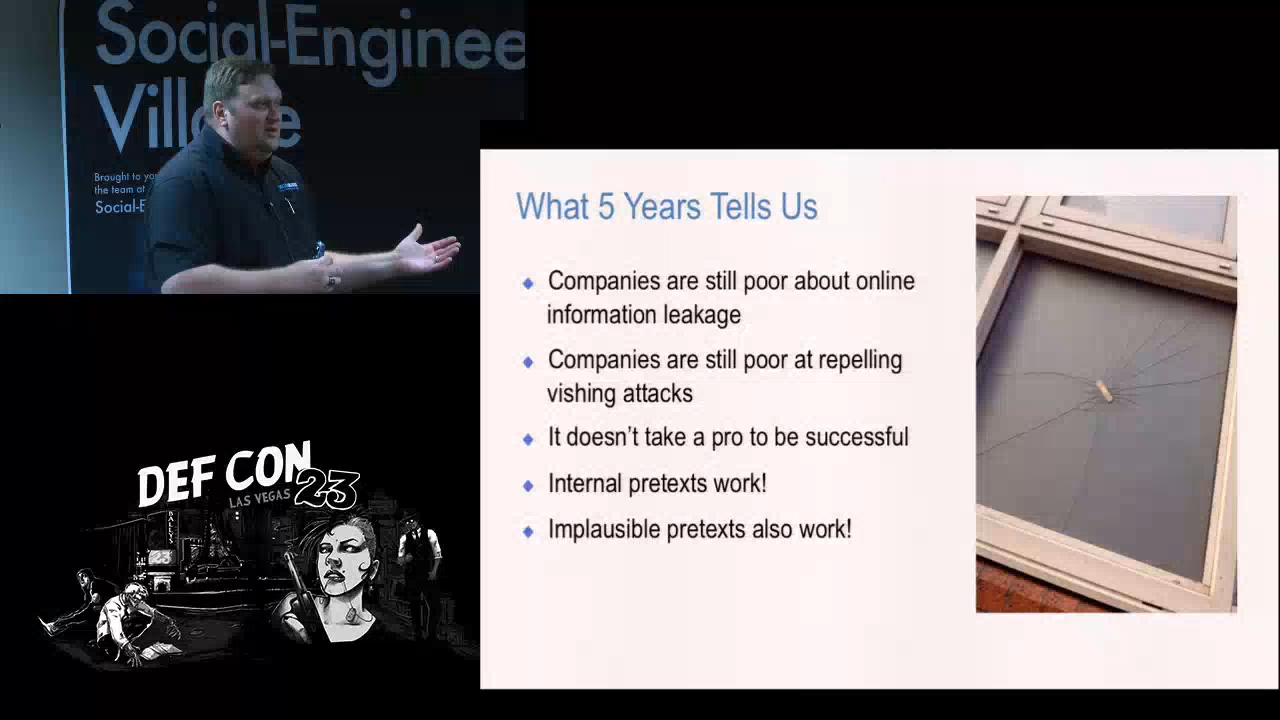 Social-Enginee
Vill e
Brought to yo
the team at
Social-E
What 5 Years Tells Us
Companies are still poor about online
information leakage
Companies are still poor at repelling
vishing attacks
It doesn't take a pro to be successful
Internal pretexts work!
Implausible pretexts also work!
DEF CON
LAS VEGAS 23
BALLYS